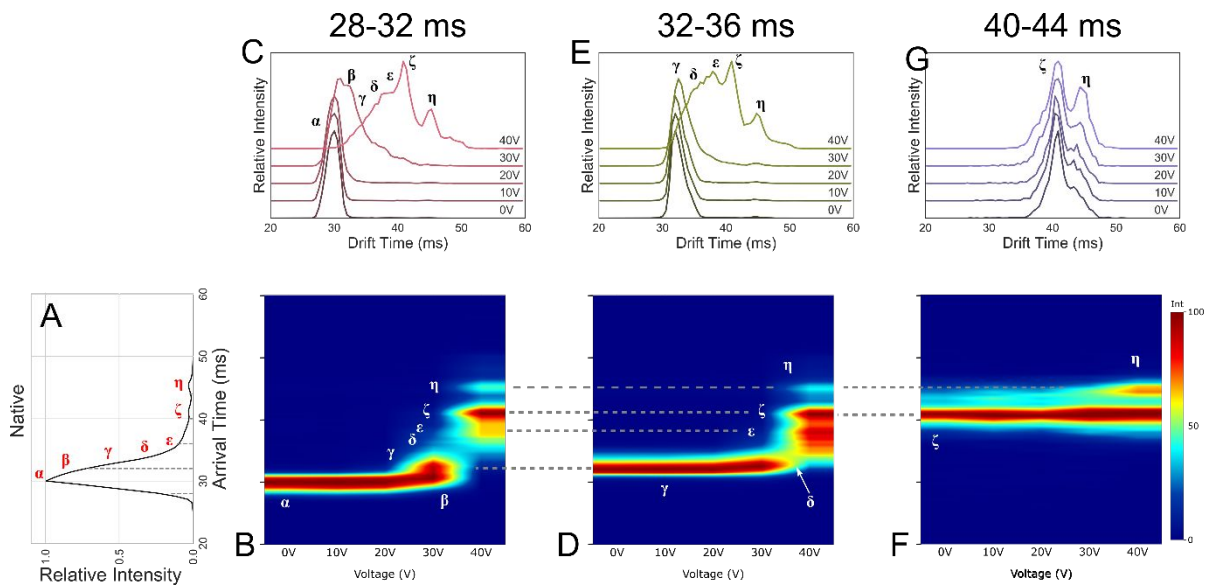 28-32 ms
32-36 ms
40-44 ms
C
Relative Intensity
α
β
γ
δ
ε
ζ
η
40V
30V
20V
10V
0V
20
30
40
50
60
Drift Time (ms)
E
Relative Intensity
γ
δ
ε
ζ
η
40V
30V
20V
10V
0V
20
30
40
50
60
Drift Time (ms)
G
Relative Intensity
ζ
η
40V
30V
20V
10V
0V
20
30
40
50
60
Drift Time (ms)
A
Native
α
β
γ
δ
ε
ζ
η
60
50
40
30
20
Arrival Time (ms)
1.0
0.5
0.0
Relative Intensity
B
α
β
γ
δ
ε
ζ
η
0V
10V
20V
30V
40V
Voltage (V)
D
γ
δ
ε
ζ
η
0V
10V
20V
30V
40V
Voltage (V)
F
ζ
η
0V
10V
20V
30V
40V
Voltage (V)
Int
100
50
0